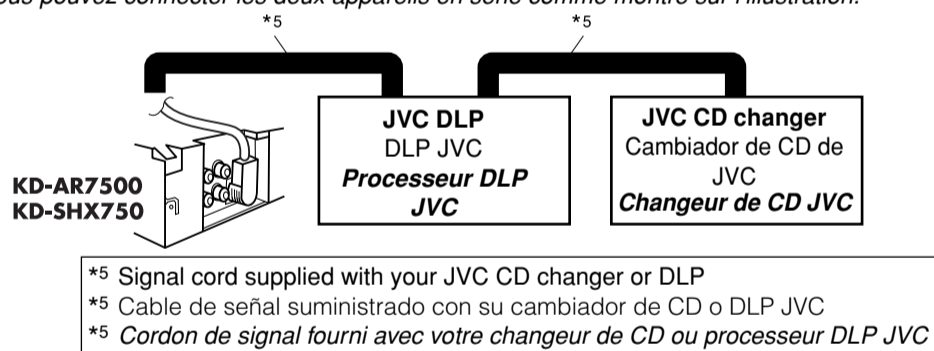 pouvez connecter les deux appareils en série comme montré sur l'illustration.
*5 *5
JVC DLP
DLP JVC
Processeur DLP
JVC
JVC CD changer
Cambiador de CD de
JVC
Changeur de CD JVC
KD-AR7500
KD-SHX750
*5 Signal cord supplied with your JVC CD changer or DLP
*5 Cable de señal suministrado con su cambiador de CD o DLP JVC
*5 Cordon de signal fourni avec votre changeur de CD ou processeur DLP JVC